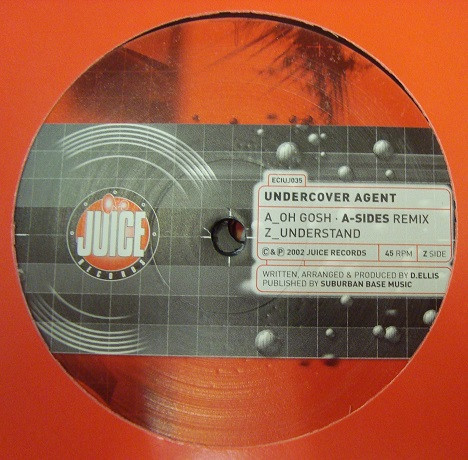 JUICE
RECORDS
ECIUJ035
UNDERCOVER AGENT
A_OH GOSH · A-SIDES REMIX
Z_UNDERSTAND
© & ℗ 2002 JUICE RECORDS
45 RPM
Z SIDE
WRITTEN, ARRANGED & PRODUCED BY D.ELLIS
PUBLISHED BY SUBURBAN BASE MUSIC